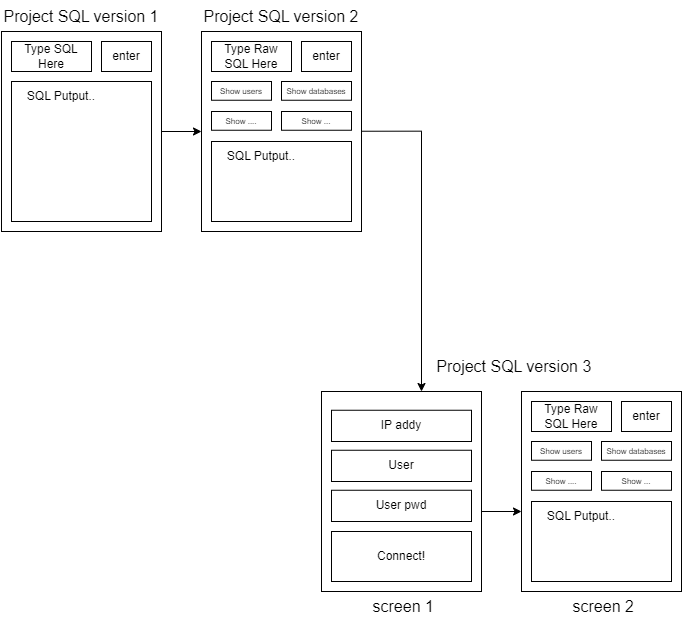 Project SQL version 1
Project SQL version 2
Type SQL
Here
enter
SQL Putput..
Type Raw
SQL Here
enter
Show users
Show databases
Show ....
Show ...
SQL Putput..
Project SQL version 3
IP addy
User
User pwd
Connect!
screen 1
Type Raw
SQL Here
enter
Show users
Show databases
Show ....
Show ...
SQL Putput..
screen 2